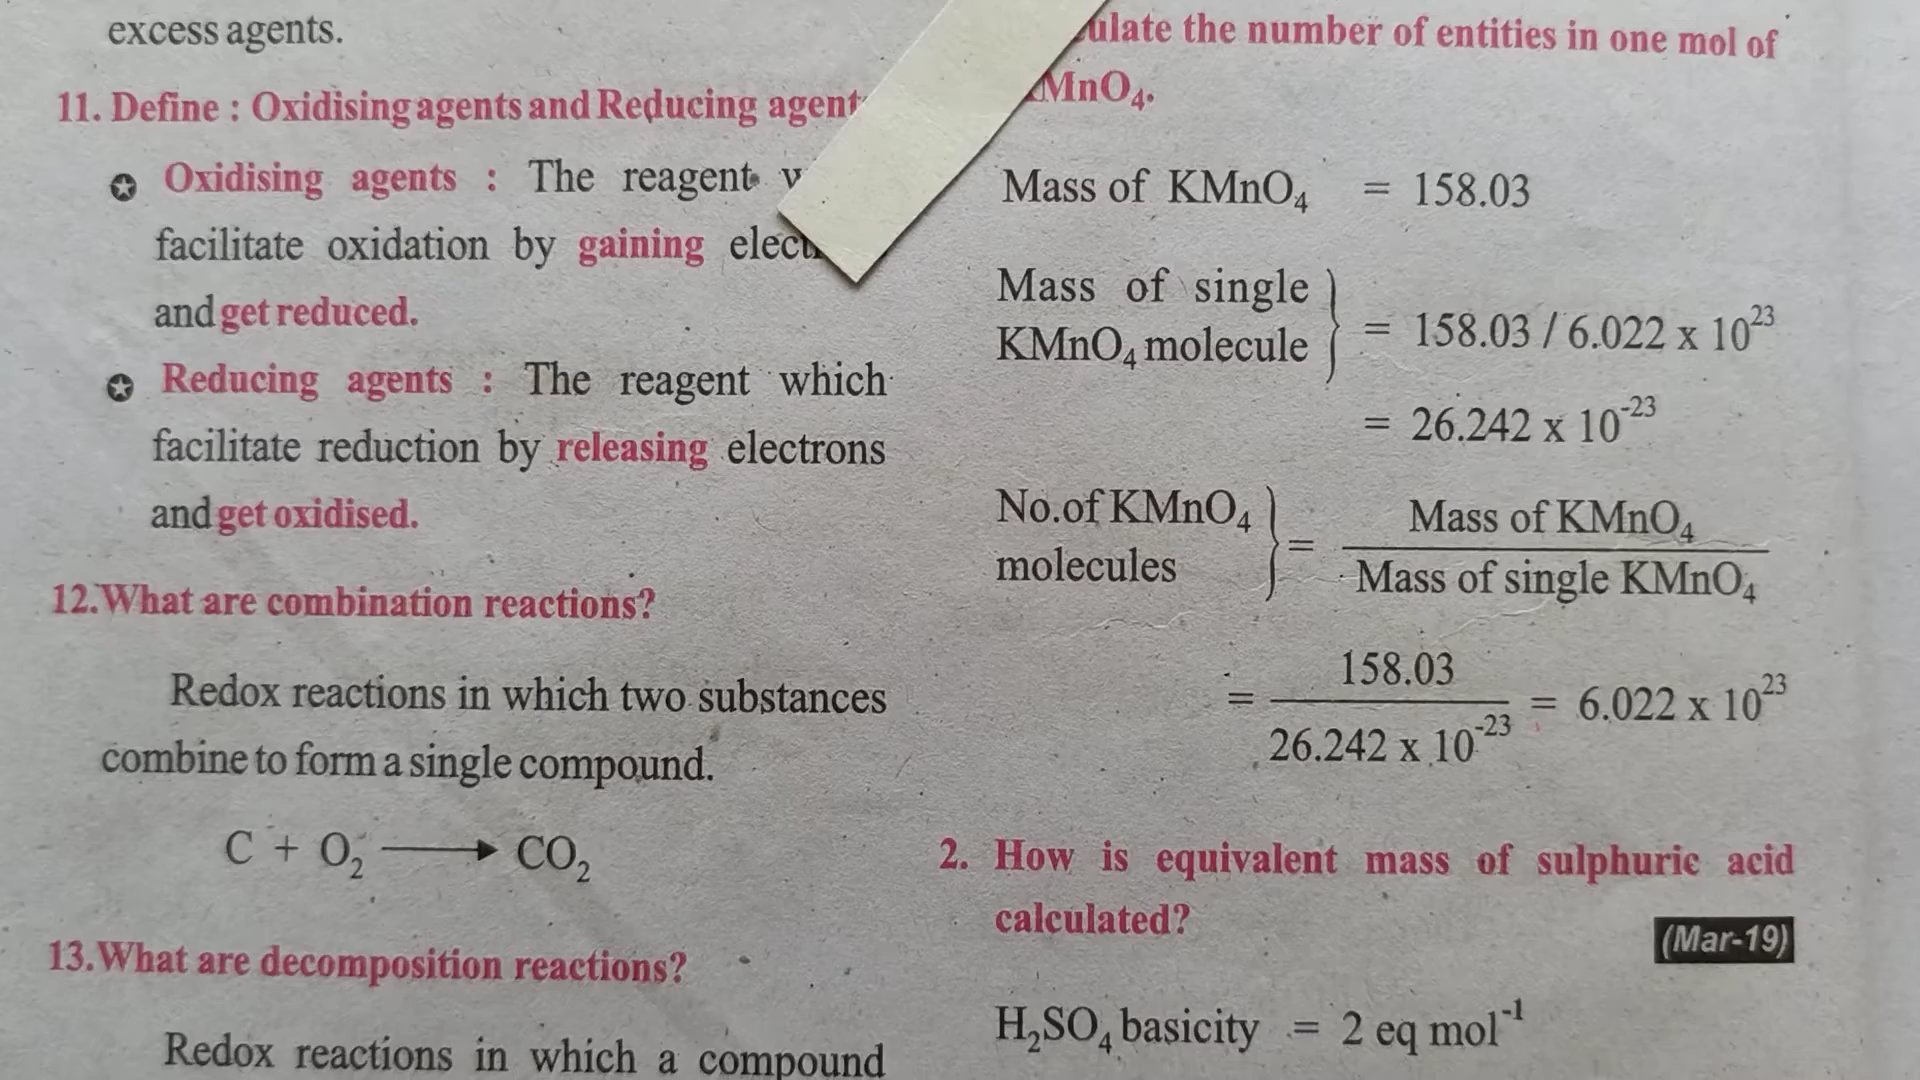 excess agents.
11. Define : Oxidising agents and Reducing agent
✪ Oxidising agents : The reagent
facilitate oxidation by gaining
and get reduced.
✪ Reducing agents : The reagent which
facilitate reduction by releasing electrons
and get oxidised.
12. What are combination reactions?
Redox reactions in which two substances
combine to form a single compound.
C + O₂ ⟶ CO₂
13. What are decomposition reactions?
Redox reactions in which a compound
ulate the number of entities in one mol of
MnO₄.
Mass of KMnO₄ = 158.03
Mass of single
KMnO₄ molecule } = 158.03 / 6.022 x 10²³
= 26.242 x 10⁻²³
No.of KMnO₄
molecules } =
Mass of KMnO₄
Mass of single KMnO₄
= 158.03
26.242 x 10⁻²³ = 6.022 x 10²³
2. How is equivalent mass of sulphuric acid
calculated?
(Mar-19)
H₂SO₄ basicity = 2 eq mol⁻¹